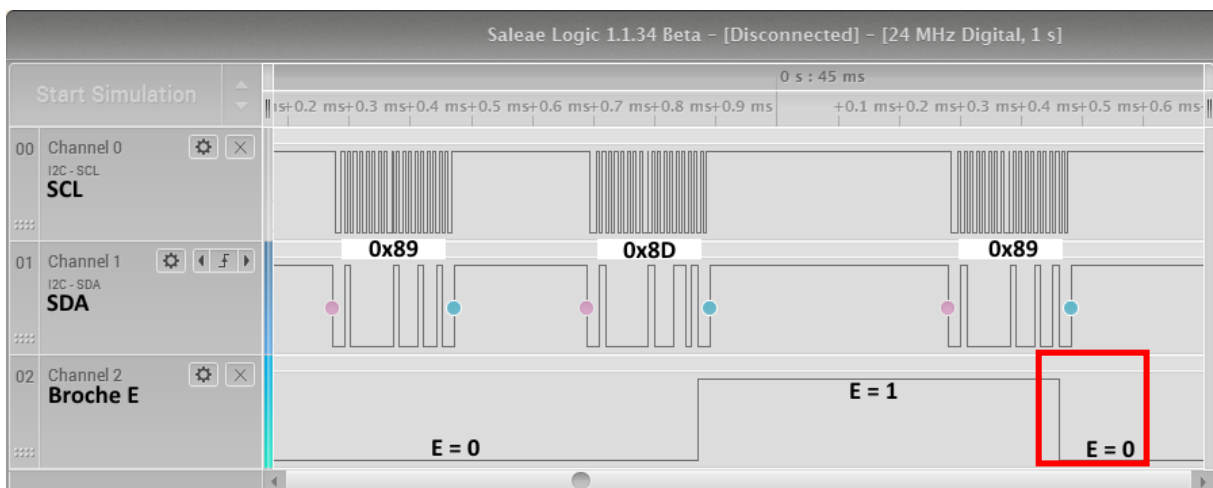 Saleae Logic 1.1.34 Beta – [Disconnected] – [24 MHz Digital, 1 s]
Start Simulation
0 s : 45 ms
+0.2 ms +0.3 ms +0.4 ms +0.5 ms +0.6 ms +0.7 ms +0.8 ms +0.9 ms +0.1 ms +0.2 ms +0.3 ms +0.4 ms +0.5 ms +0.6 ms
00 Channel 0
I2C - SCL
SCL
0x89 0x8D 0x89
01 Channel 1
I2C - SDA
SDA
02 Channel 2
Broche E
E = 1
E = 0 E = 0